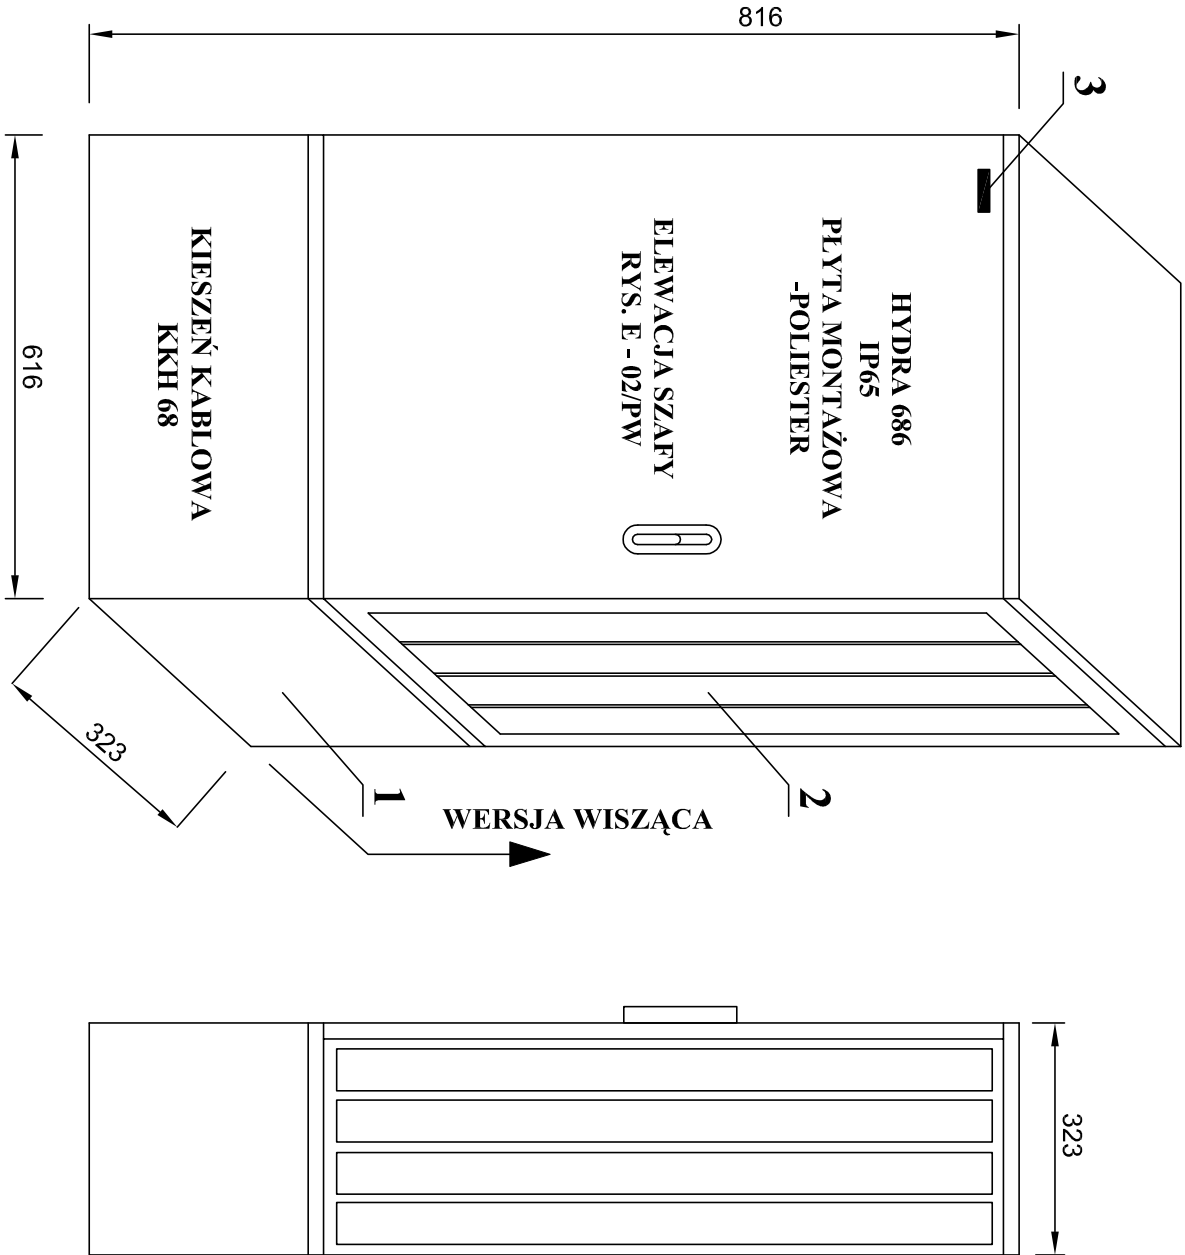 816
3
HYDRA 686
IP65
PŁYTA MONTAŻOWA
-POLIESTER
ELEWACJA SZAFY
RYS. E - 02/PW
KIESZEŃ KABLOWA
KKH 68
616
323
1
2
WERSJA WISZĄCA
323